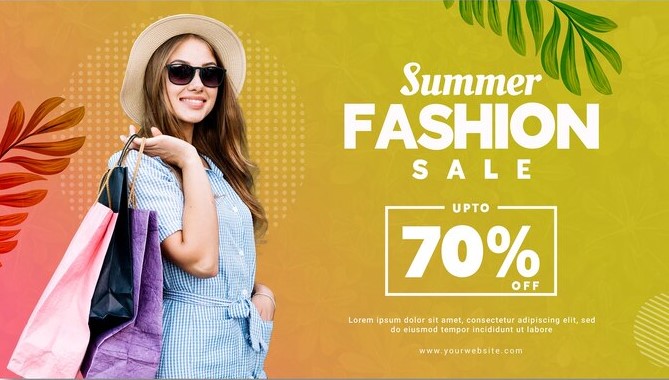 Summer
FASHION
SALE
UPTO
70%
OFF
Lorem ipsum dolor sit amet, consectetur adipiscing elit, sed
do eiusmod tempor incididunt ut labore
www.yourwebsite.com